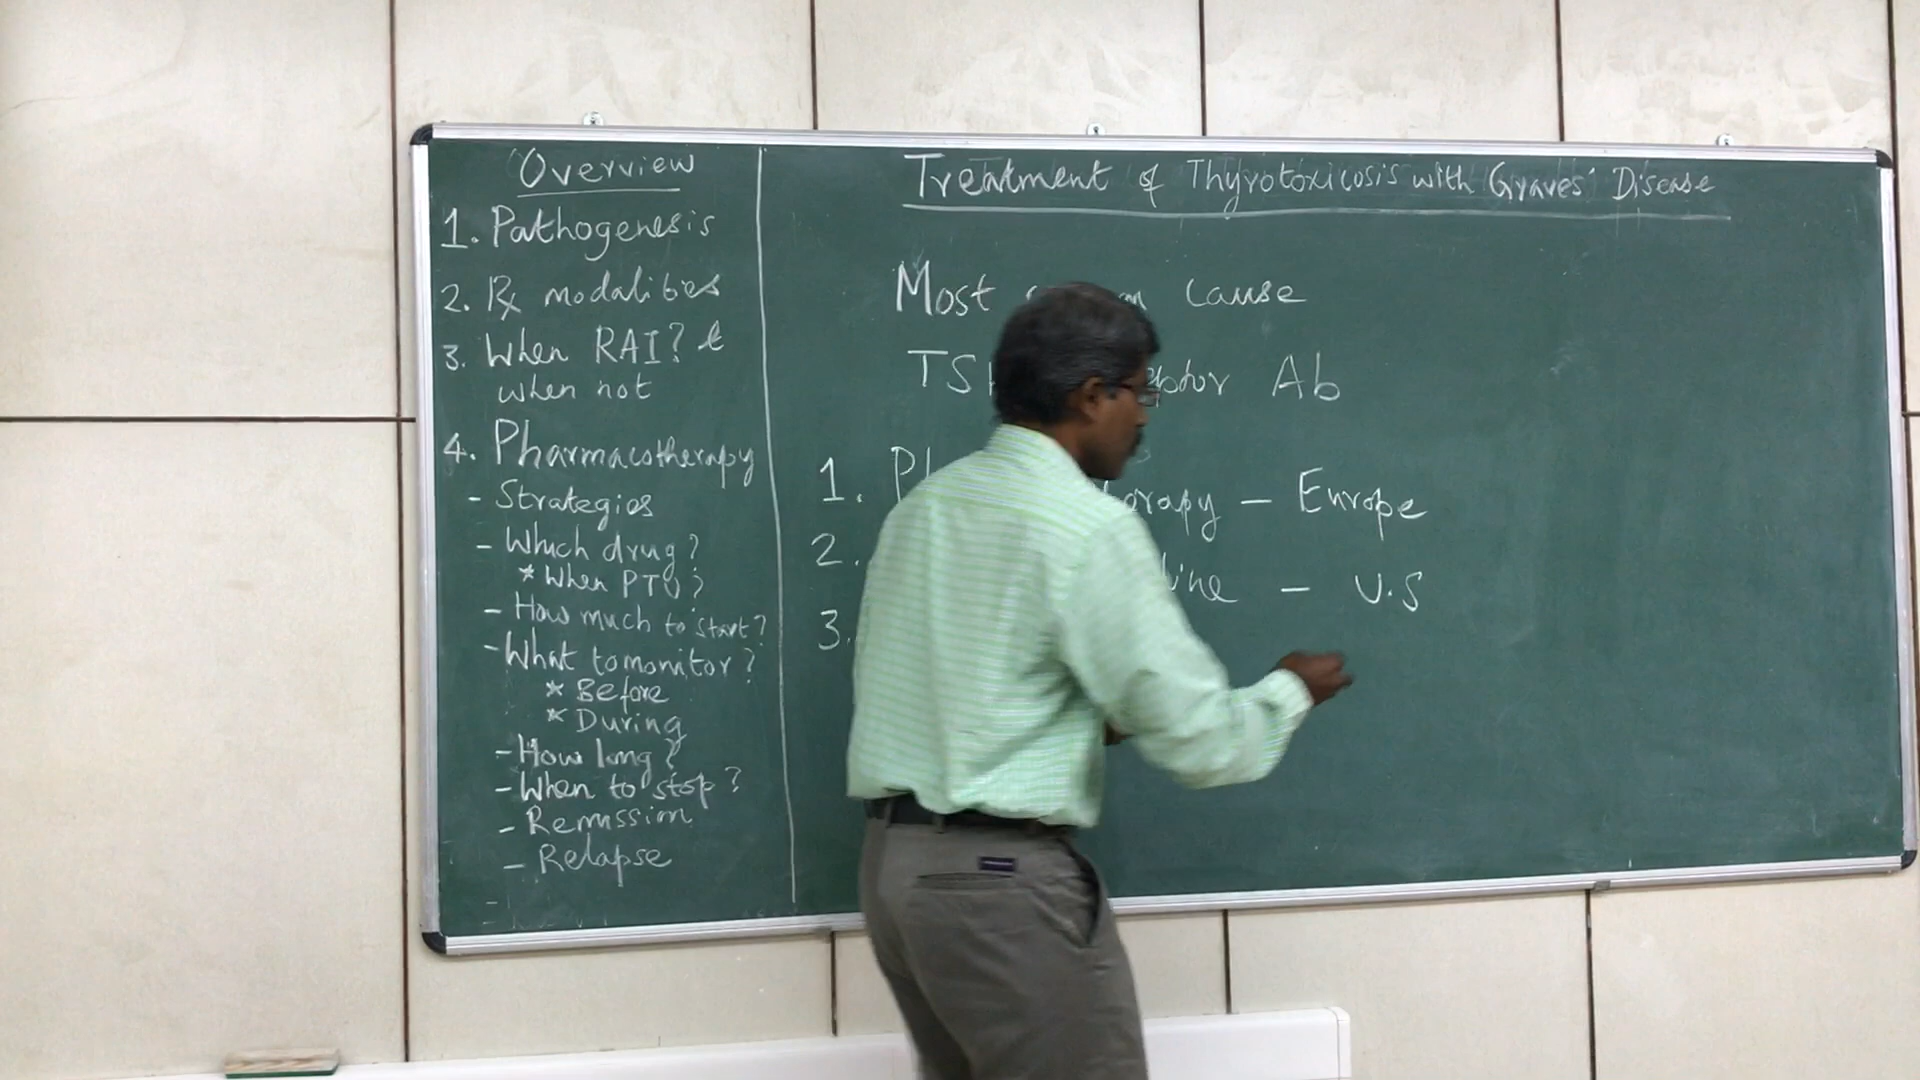 Overview
1. Pathogenesis
2. Rx modalities
3. When RAI? &
when not
4. Pharmacotherapy
- Strategies
- Which drug?
* When PTU?
- How much to start?
- What to monitor?
* Before
* During
- How long?
- When to stop?
- Remission
- Relapse
-
Treatment of Thyrotoxicosis with Graves' Disease
Most cause
Ab
1. - Europe
2. - U.S
3.